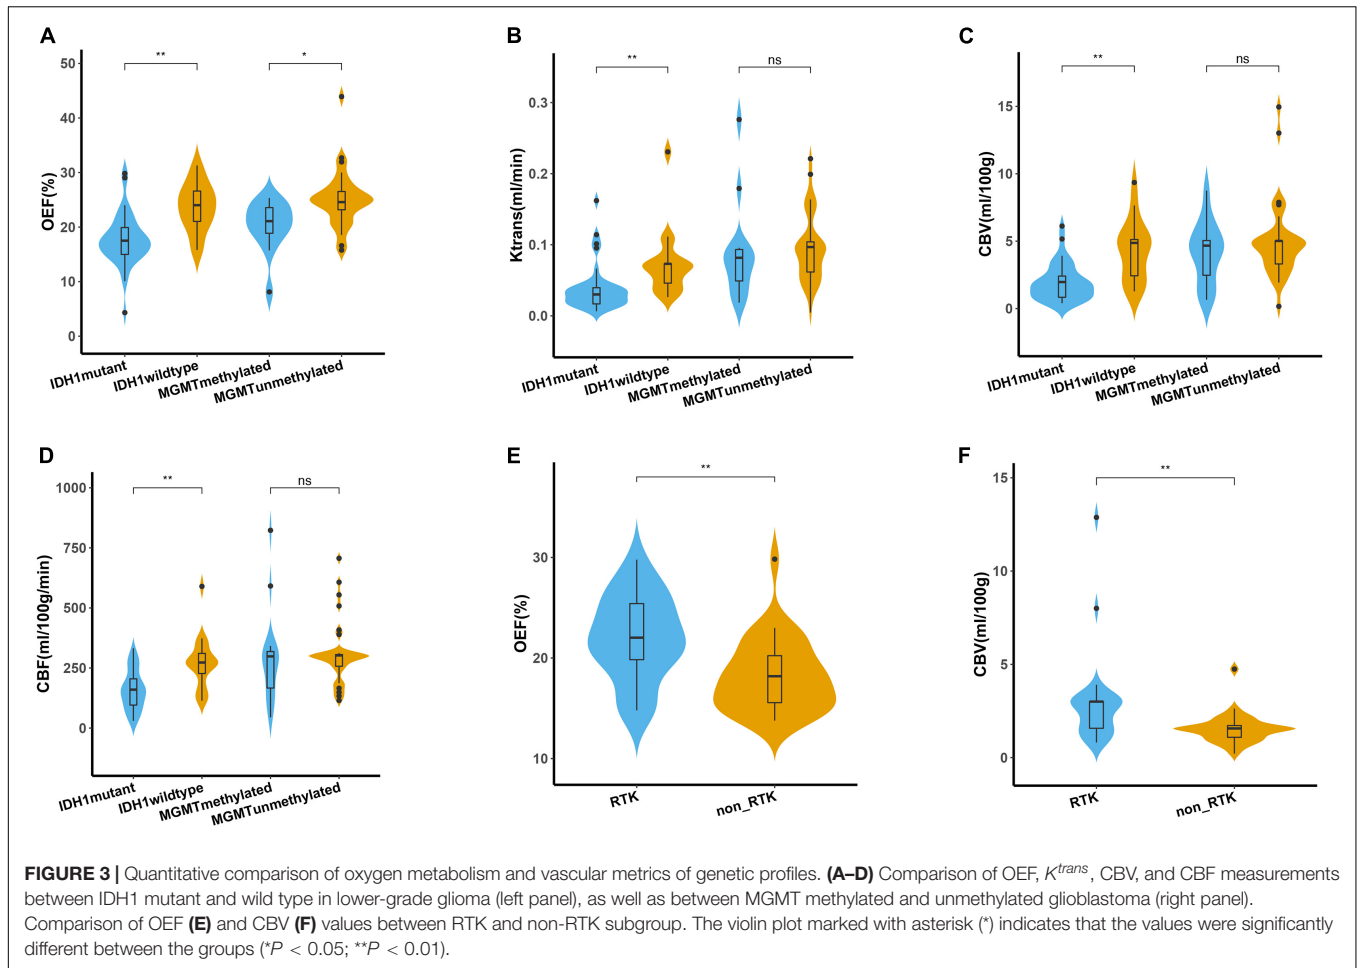 A
50
40
30
20
10
0
OEF(%)
**
*
IDH1mutant
IDH1wildtype
MGMTmethylated
MGMTunmethylated
B
0.3
0.2
0.1
0.0
Ktrans(ml/min)
**
ns
IDH1mutant
IDH1wildtype
MGMTmethylated
MGMTunmethylated
C
15
10
5
0
CBV(ml/100g)
**
ns
IDH1mutant
IDH1wildtype
MGMTmethylated
MGMTunmethylated
D
1000
750
500
250
0
CBF(ml/100g/min)
**
ns
IDH1mutant
IDH1wildtype
MGMTmethylated
MGMTunmethylated
E
30
20
10
OEF(%)
**
RTK
non_RTK
F
15
10
5
0
CBV(ml/100g)
**
RTK
non_RTK
FIGURE 3 | Quantitative comparison of oxygen metabolism and vascular metrics of genetic profiles. (A–D) Comparison of OEF, Ktrans, CBV, and CBF measurements
between IDH1 mutant and wild type in lower-grade glioma (left panel), as well as between MGMT methylated and unmethylated glioblastoma (right panel).
Comparison of OEF (E) and CBV (F) values between RTK and non-RTK subgroup. The violin plot marked with asterisk (*) indicates that the values were significantly
different between the groups (*P < 0.05; **P < 0.01).